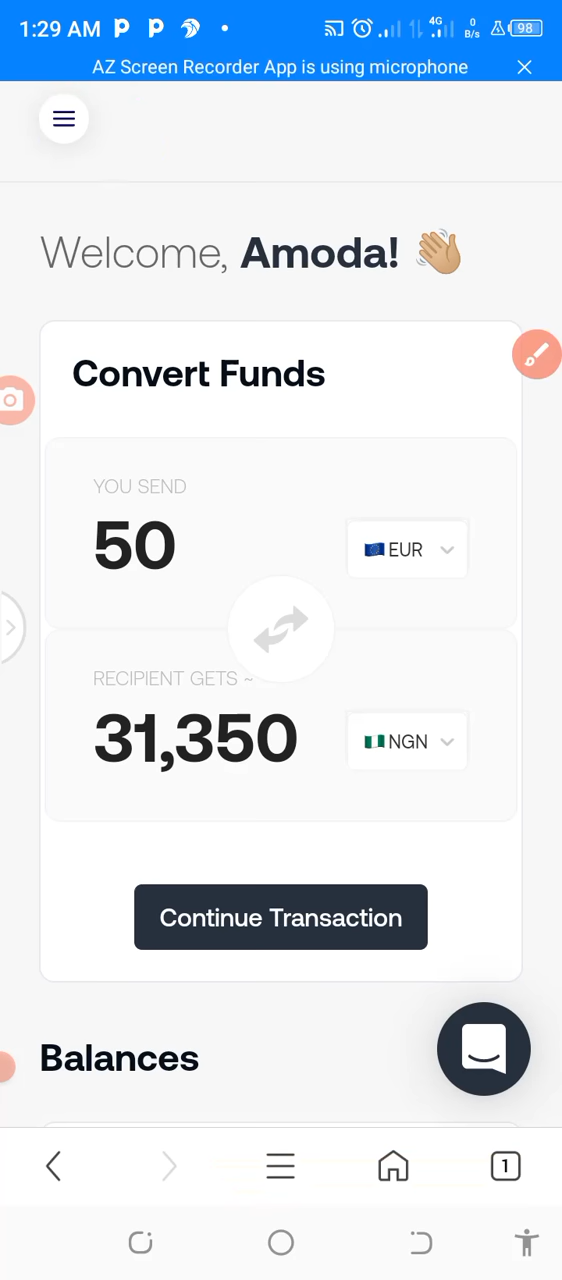 1:29 AM P P 4G 0 B/s 98
AZ Screen Recorder App is using microphone
Welcome, Amoda! 👋🏼
Convert Funds
YOU SEND
50
EUR
RECIPIENT GETS ~
31,350
NGN
Continue Transaction
Balances
1